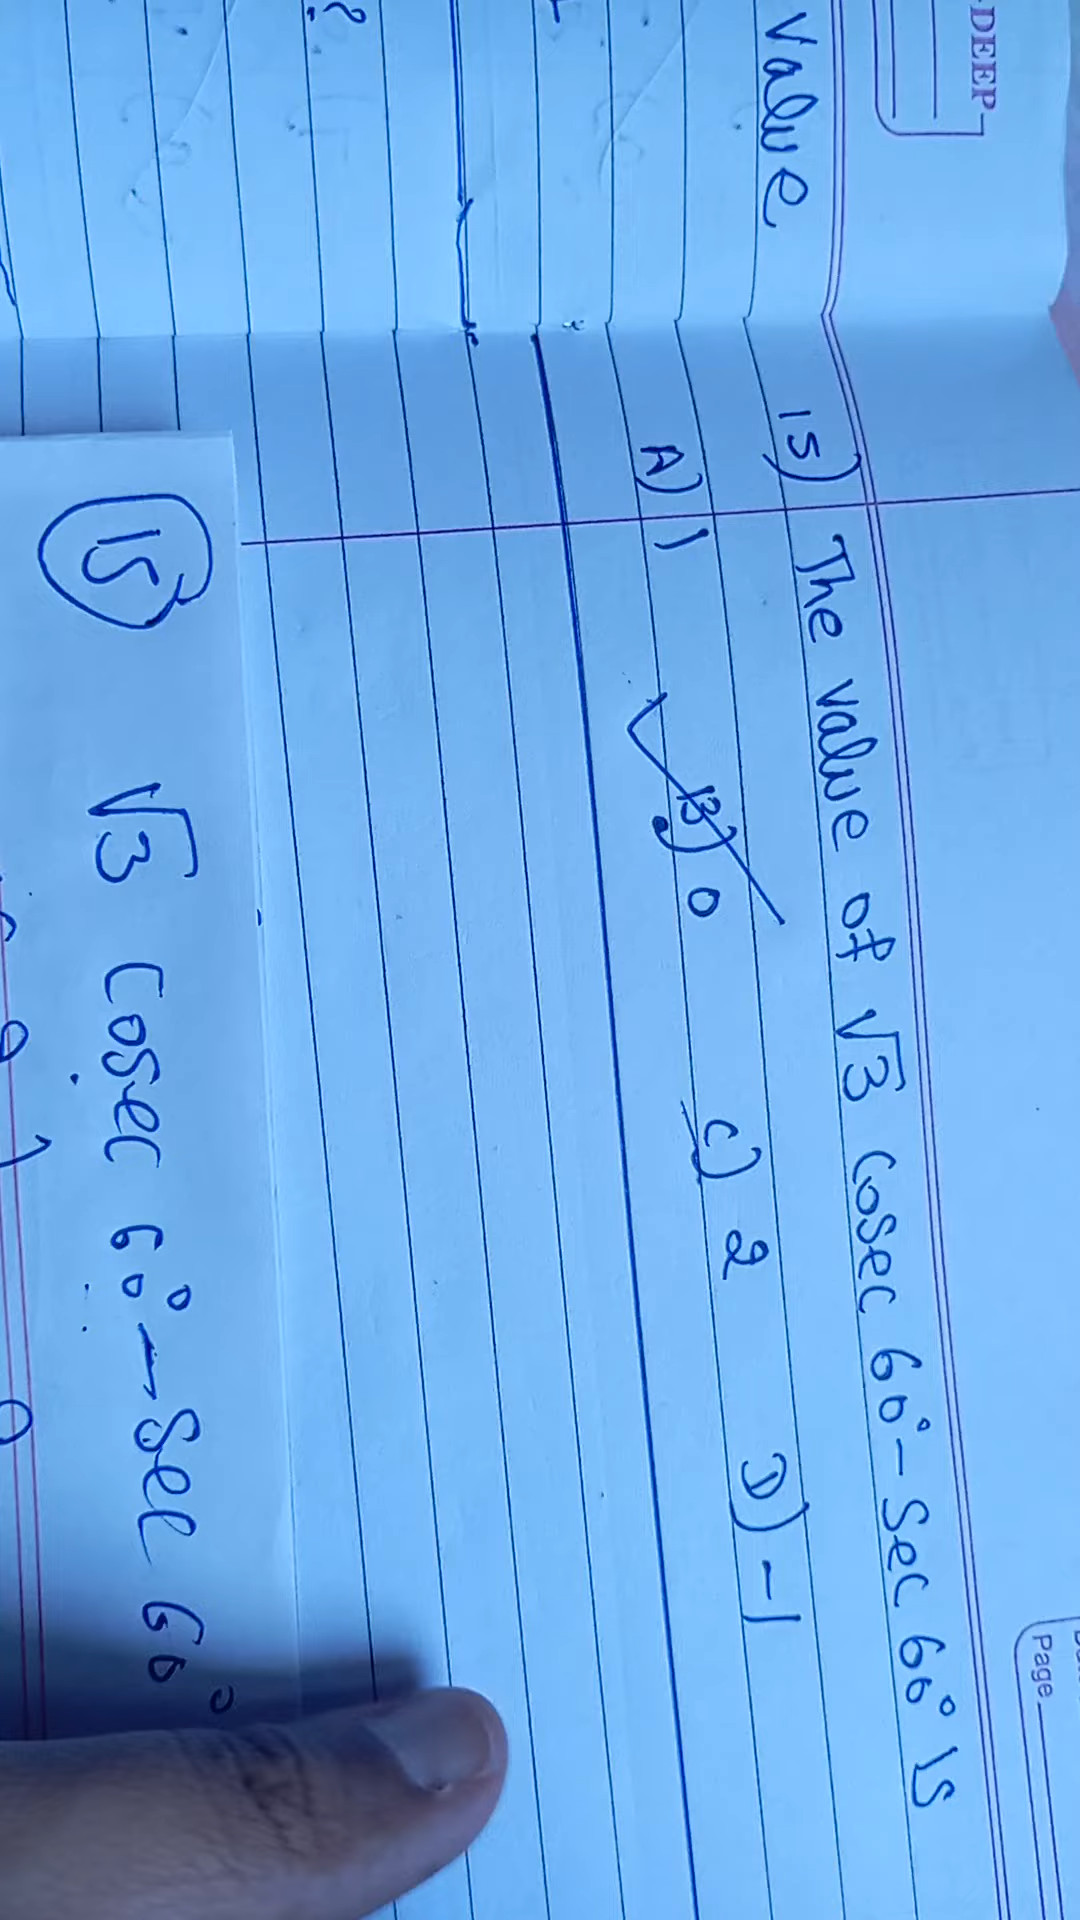 DEEP
Page
Value
15) The value of √3 Cosec 60° - Sec 60° is
A) 1 B) 0 C) 2 D) -1
15 √3 Cosec 60° - Sec 60°